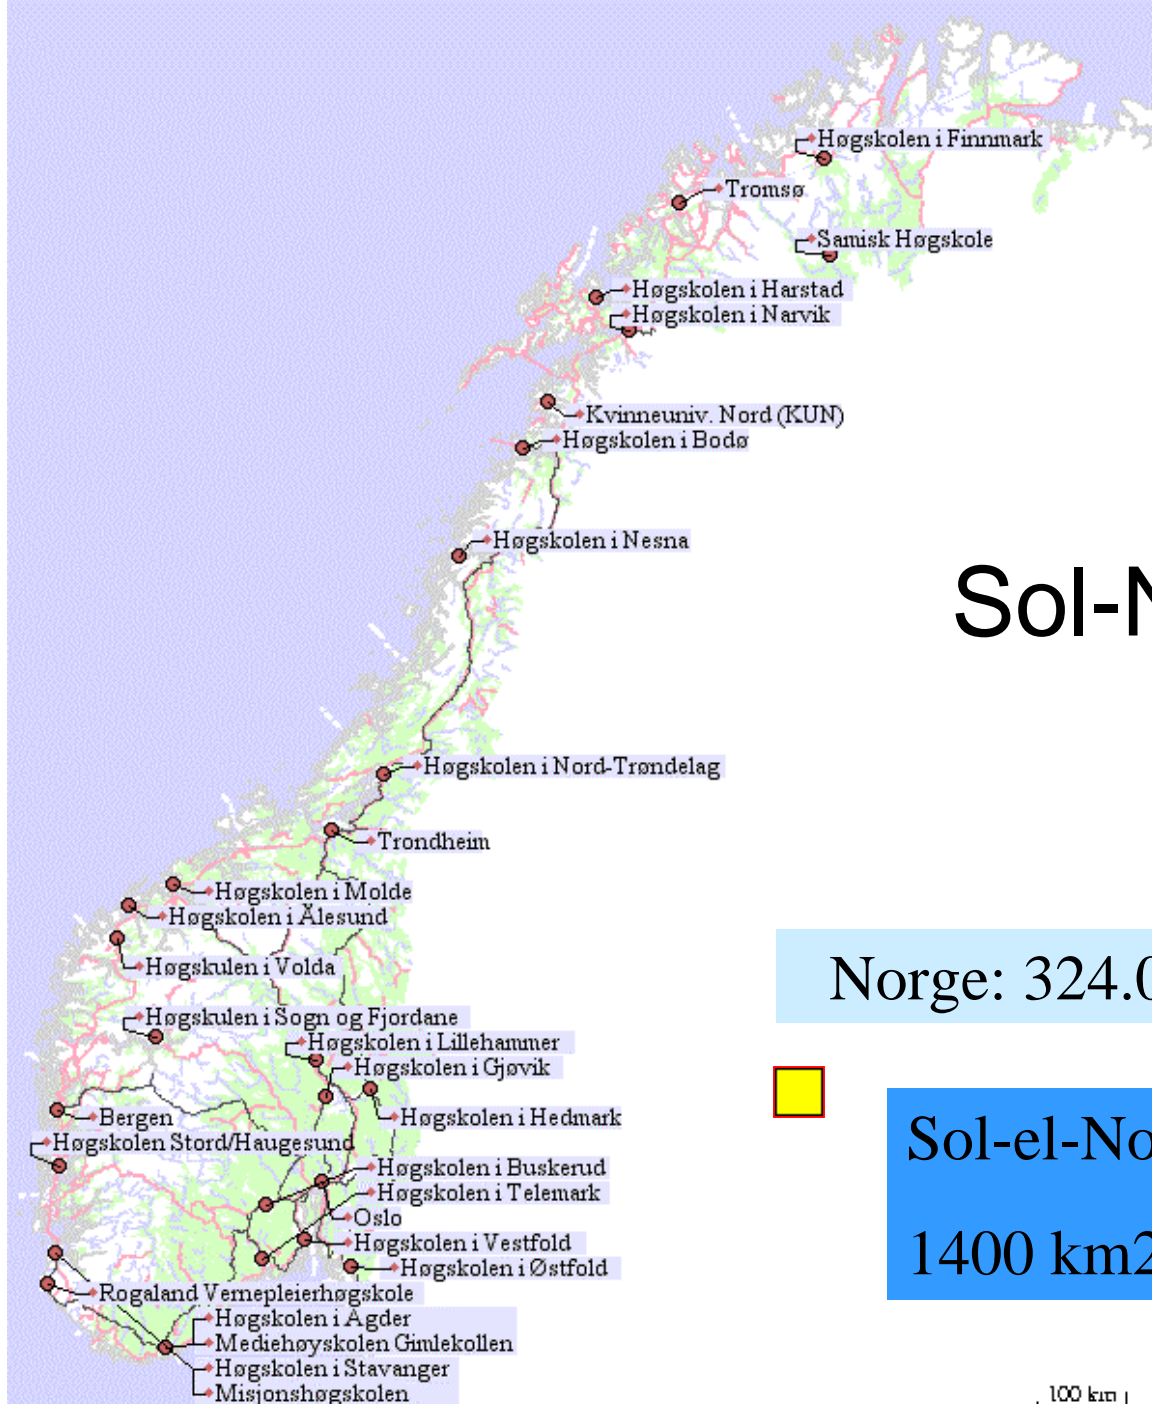 Høgskolen i Finnmark
Tromsø
Samisk Høgskole
Høgskolen i Harstad
Høgskolen i Narvik
Kvinneuniv. Nord (KUN)
Høgskolen i Bodø
Høgskolen i Nesna
Sol-N
Høgskolen i Nord-Trøndelag
Trondheim
Høgskolen i Molde
Høgskolen i Ålesund
Høgskulen i Volda
Norge: 324.0
Høgskulen i Sogn og Fjordane
Høgskolen i Lillehammer
Høgskolen i Gjøvik
Bergen
Høgskolen i Hedmark
Sol-el-No
Høgskolen Stord/Haugesund
Høgskolen i Buskerud
Høgskolen i Telemark
Oslo
Høgskolen i Vestfold
1400 km2
Høgskolen i Østfold
Rogaland Vernepleierhøgskole
Høgskolen i Agder
Mediehøyskolen Gimlekollen
Høgskolen i Stavanger
Misjonshøgskolen
100 km